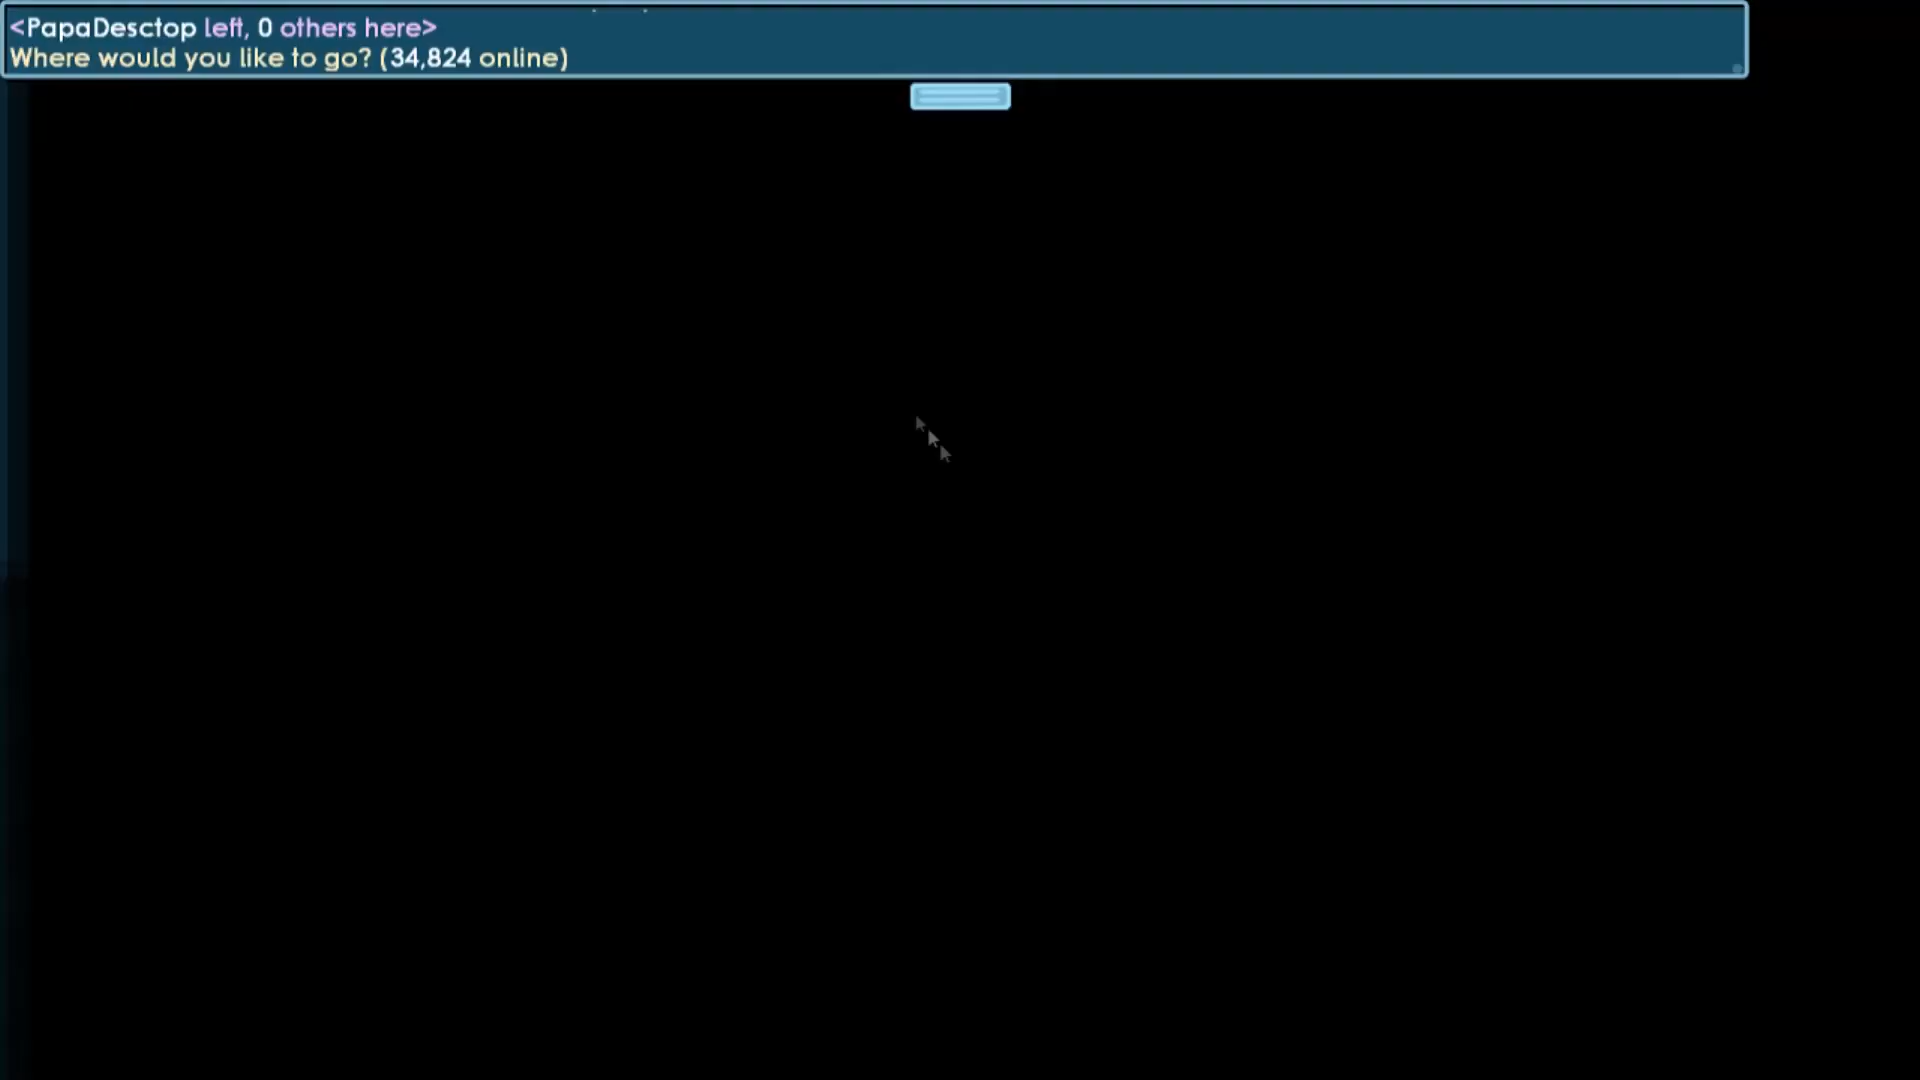 <PapaDesctop left, 0 others here>
Where would you like to go? (34,824 online)